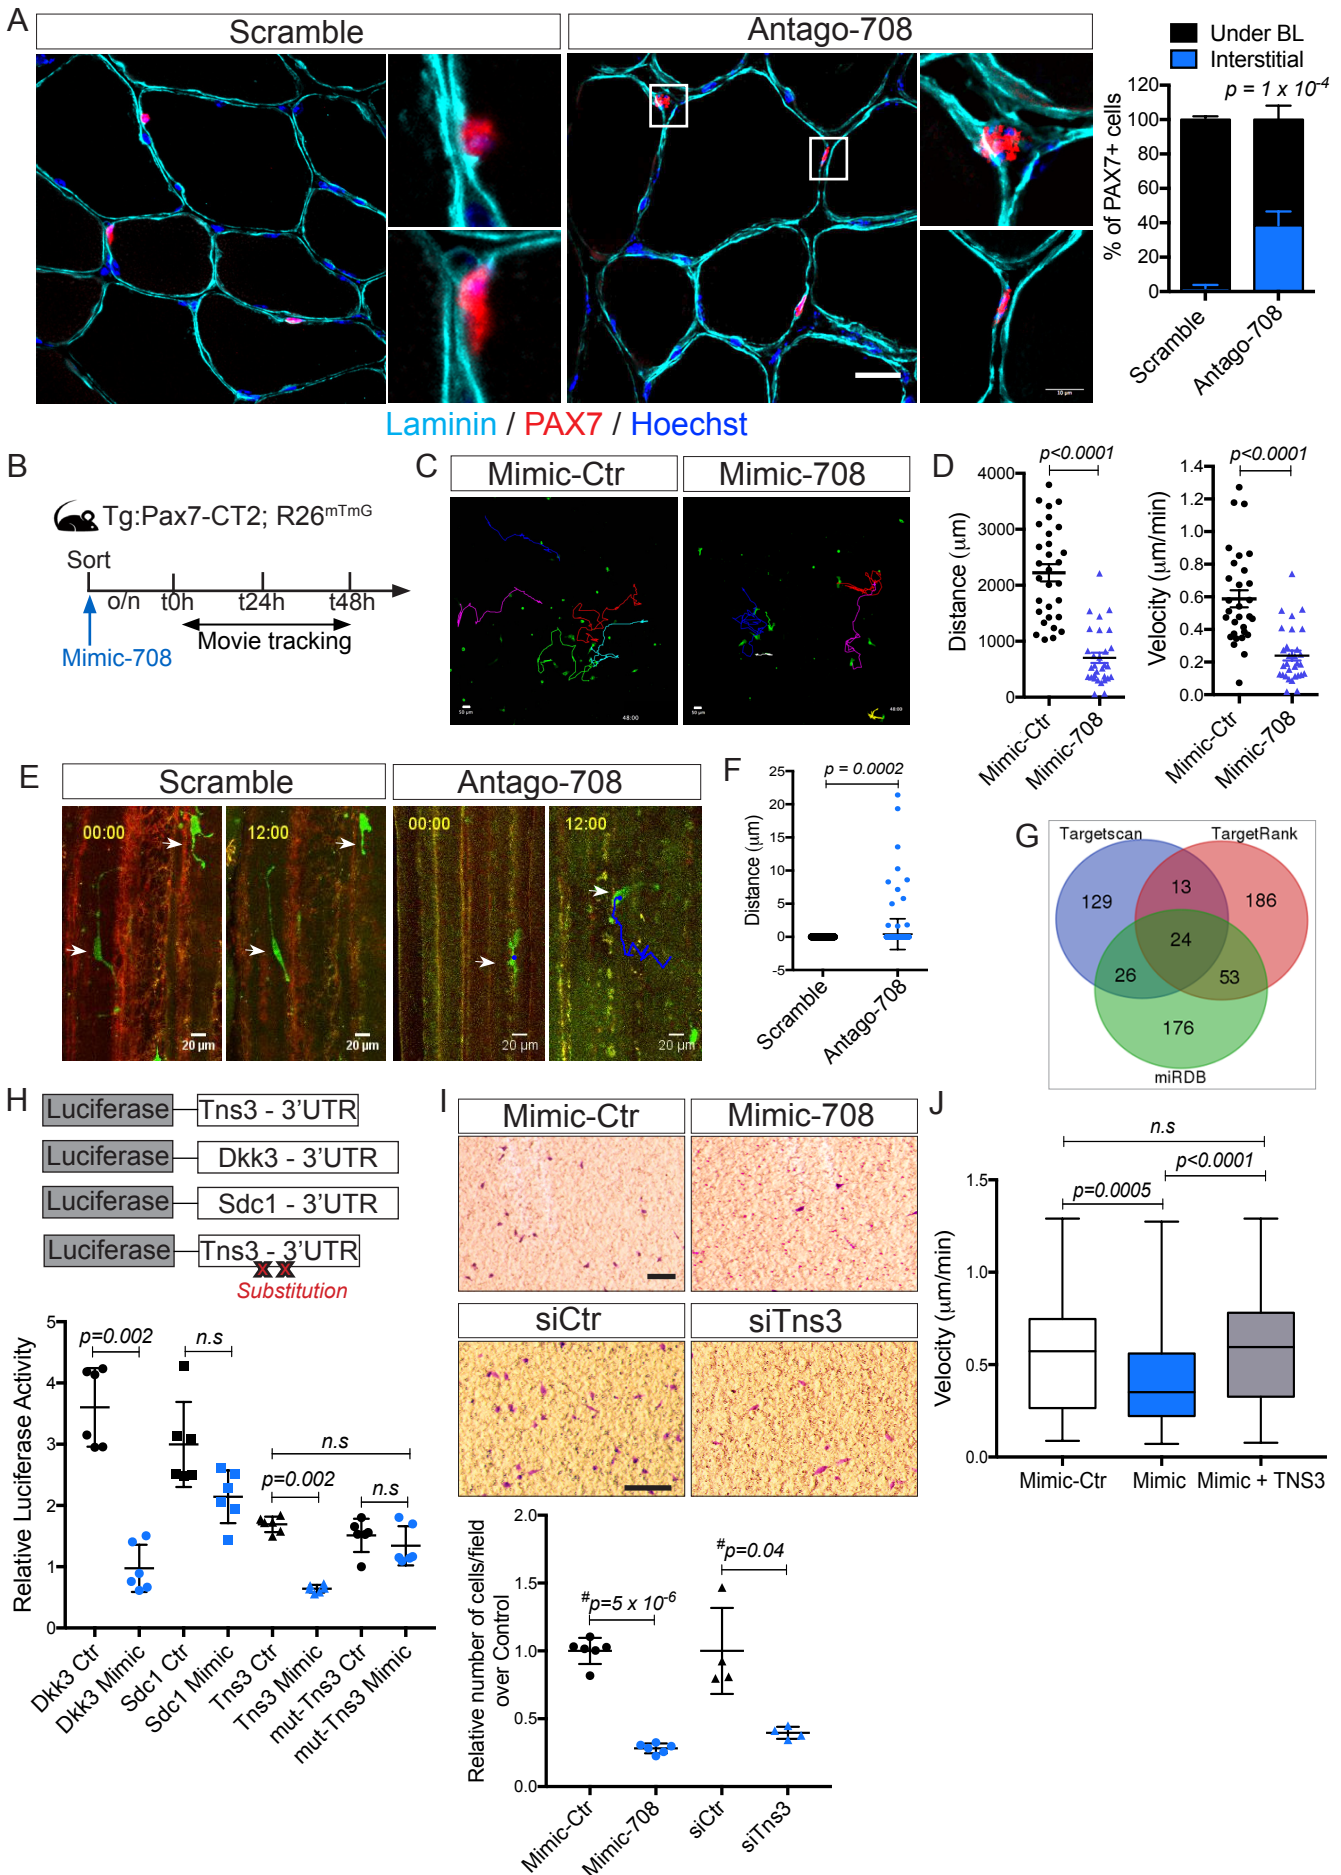 A
Scramble
Antago-708
Under BL
Interstitial
p = 1 x 10-4
120
100
80
60
40
20
0
% of PAX7+ cells
Scramble
Antago-708
10 µm
Laminin / PAX7 / Hoechst
B
Tg:Pax7-CT2; R26mTmG
Sort
o/n
t0h
t24h
t48h
Movie tracking
Mimic-708
C
Mimic-Ctr
Mimic-708
50 µm
48:00
50 µm
48:00
D
p<0.0001
4000
3000
2000
1000
0
Distance (µm)
Mimic-Ctr
Mimic-708
p<0.0001
1.4
1.2
1.0
0.8
0.6
0.4
0.2
0.0
Velocity (µm/min)
Mimic-Ctr
Mimic-708
E
Scramble
Antago-708
00:00
12:00
00:00
12:00
20 µm
20 µm
20 µm
20 µm
F
p = 0.0002
25
20
15
10
5
0
-5
Distance (µm)
Scramble
Antago-708
G
Targetscan
TargetRank
129
13
186
24
26
53
176
miRDB
H
Luciferase
Tns3 - 3'UTR
Luciferase
Dkk3 - 3'UTR
Luciferase
Sdc1 - 3'UTR
Luciferase
Tns3 - 3'UTR
X X
Substitution
5
4
3
2
1
0
Relative Luciferase Activity
p=0.002
n.s
n.s
p=0.002
n.s
Dkk3 Ctr
Dkk3 Mimic
Sdc1 Ctr
Sdc1 Mimic
Tns3 Ctr
Tns3 Mimic
mut-Tns3 Ctr
mut-Tns3 Mimic
I
Mimic-Ctr
Mimic-708
siCtr
siTns3
2.0
1.5
1.0
0.5
0.0
Relative number of cells/field
over Control
#p=5 x 10-6
#p=0.04
Mimic-Ctr
Mimic-708
siCtr
siTns3
J
n.s
p<0.0001
p=0.0005
1.5
1.0
0.5
0.0
Velocity (µm/min)
Mimic-Ctr
Mimic
Mimic + TNS3